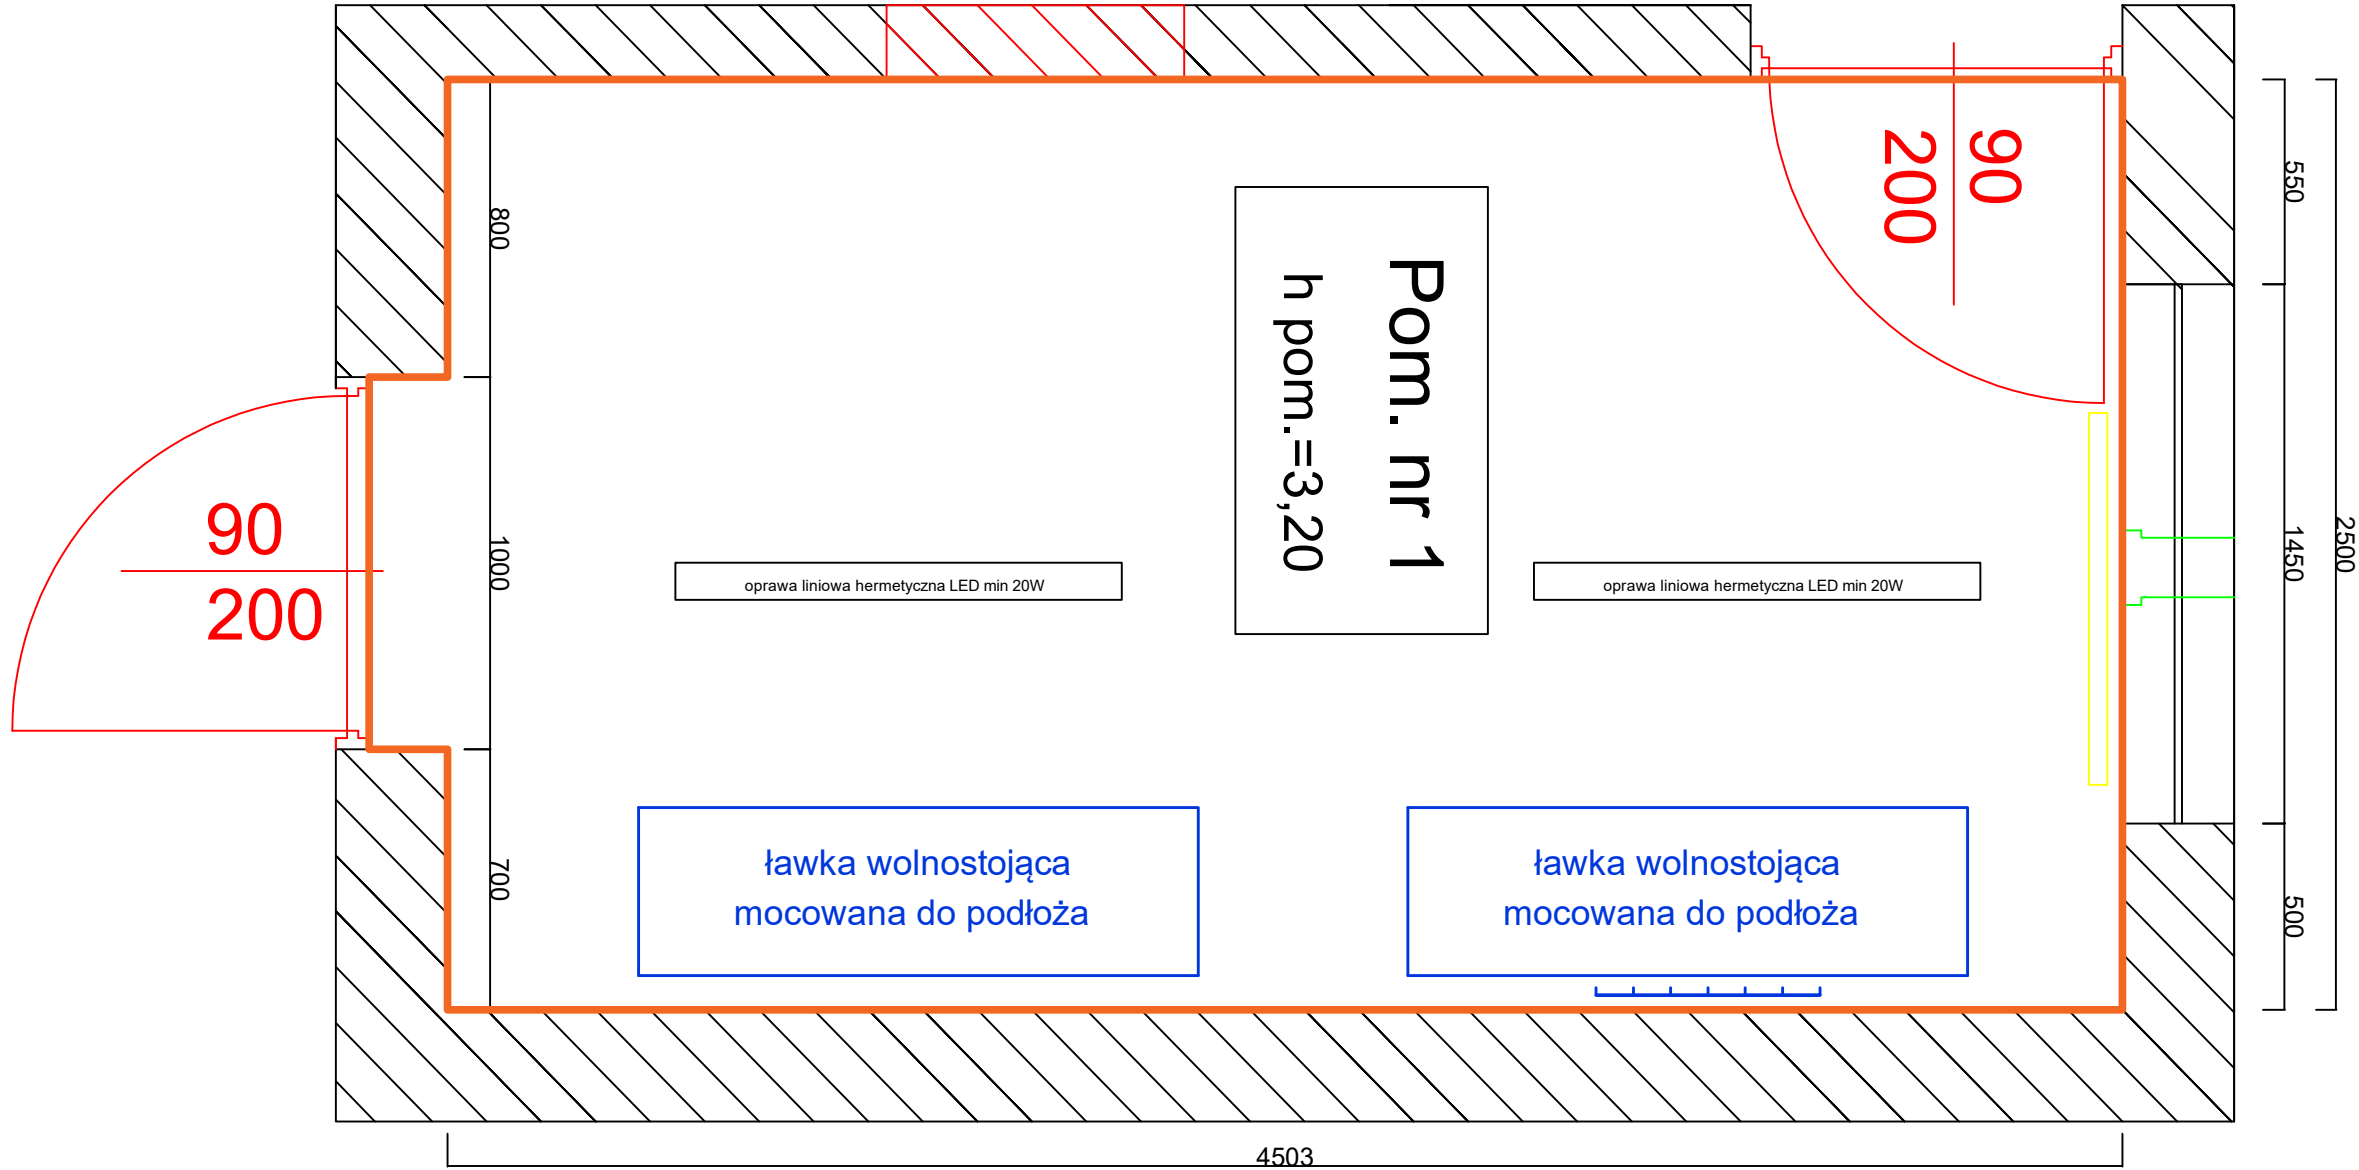 90
200
550
800
Pom. nr 1
h pom.=3,20
90
200
1000
oprawa liniowa hermetyczna LED min 20W
oprawa liniowa hermetyczna LED min 20W
1450
2500
700
ławka wolnostojąca
mocowana do podłoża
ławka wolnostojąca
mocowana do podłoża
500
4503